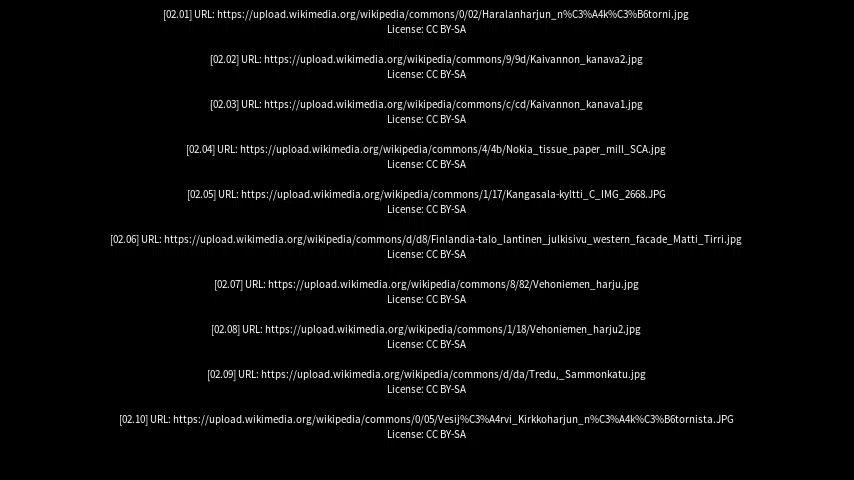 [02.01] URL: https://upload.wikimedia.org/wikipedia/commons/0/02/Haralanharjun_n%C3%A4k%C3%B6torni.jpg
License: CC BY-SA
[02.02] URL: https://upload.wikimedia.org/wikipedia/commons/9/9d/Kaivannon_kanava2.jpg
License: CC BY-SA
[02.03] URL: https://upload.wikimedia.org/wikipedia/commons/c/cd/Kaivannon_kanava1.jpg
License: CC BY-SA
[02.04] URL: https://upload.wikimedia.org/wikipedia/commons/4/4b/Nokia_tissue_paper_mill_SCA.jpg
License: CC BY-SA
[02.05] URL: https://upload.wikimedia.org/wikipedia/commons/1/17/Kangasala-kyltti_C_IMG_2668.JPG
License: CC BY-SA
[02.06] URL: https://upload.wikimedia.org/wikipedia/commons/d/d8/Finlandia-talo_lantinen_julkisivu_western_facade_Matti_Tirri.jpg
License: CC BY-SA
[02.07] URL: https://upload.wikimedia.org/wikipedia/commons/8/82/Vehoniemen_harju.jpg
License: CC BY-SA
[02.08] URL: https://upload.wikimedia.org/wikipedia/commons/1/18/Vehoniemen_harju2.jpg
License: CC BY-SA
[02.09] URL: https://upload.wikimedia.org/wikipedia/commons/d/da/Tredu,_Sammonkatu.jpg
License: CC BY-SA
[02.10] URL: https://upload.wikimedia.org/wikipedia/commons/0/05/Vesij%C3%A4rvi_Kirkkoharjun_n%C3%A4k%C3%B6tornista.JPG
License: CC BY-SA